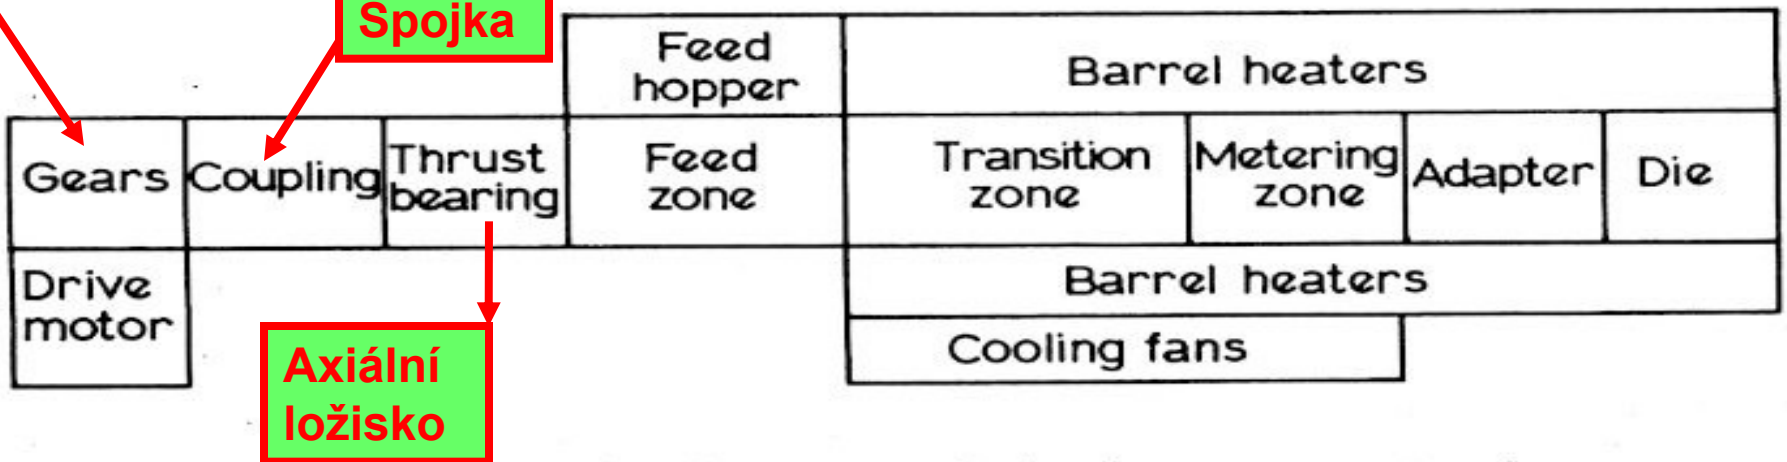 Spojka
Feed
hopper
Barrel heaters
Gears
Coupling
Thrust
bearing
Feed
zone
Transition
zone
Metering
zone
Adapter
Die
Drive
motor
Barrel heaters
Cooling fans
Axiální
ložisko